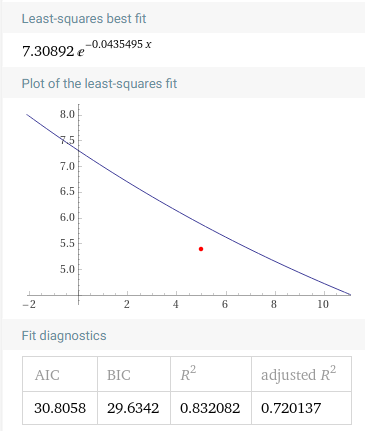 Least-squares best fit
7.30892 e^−0.0435495 x
Plot of the least-squares fit
8.0
7.5
7.0
6.5
6.0
5.5
5.0
−2 2 4 6 8 10
Fit diagnostics
AIC BIC R² adjusted R²
30.8058 29.6342 0.832082 0.720137